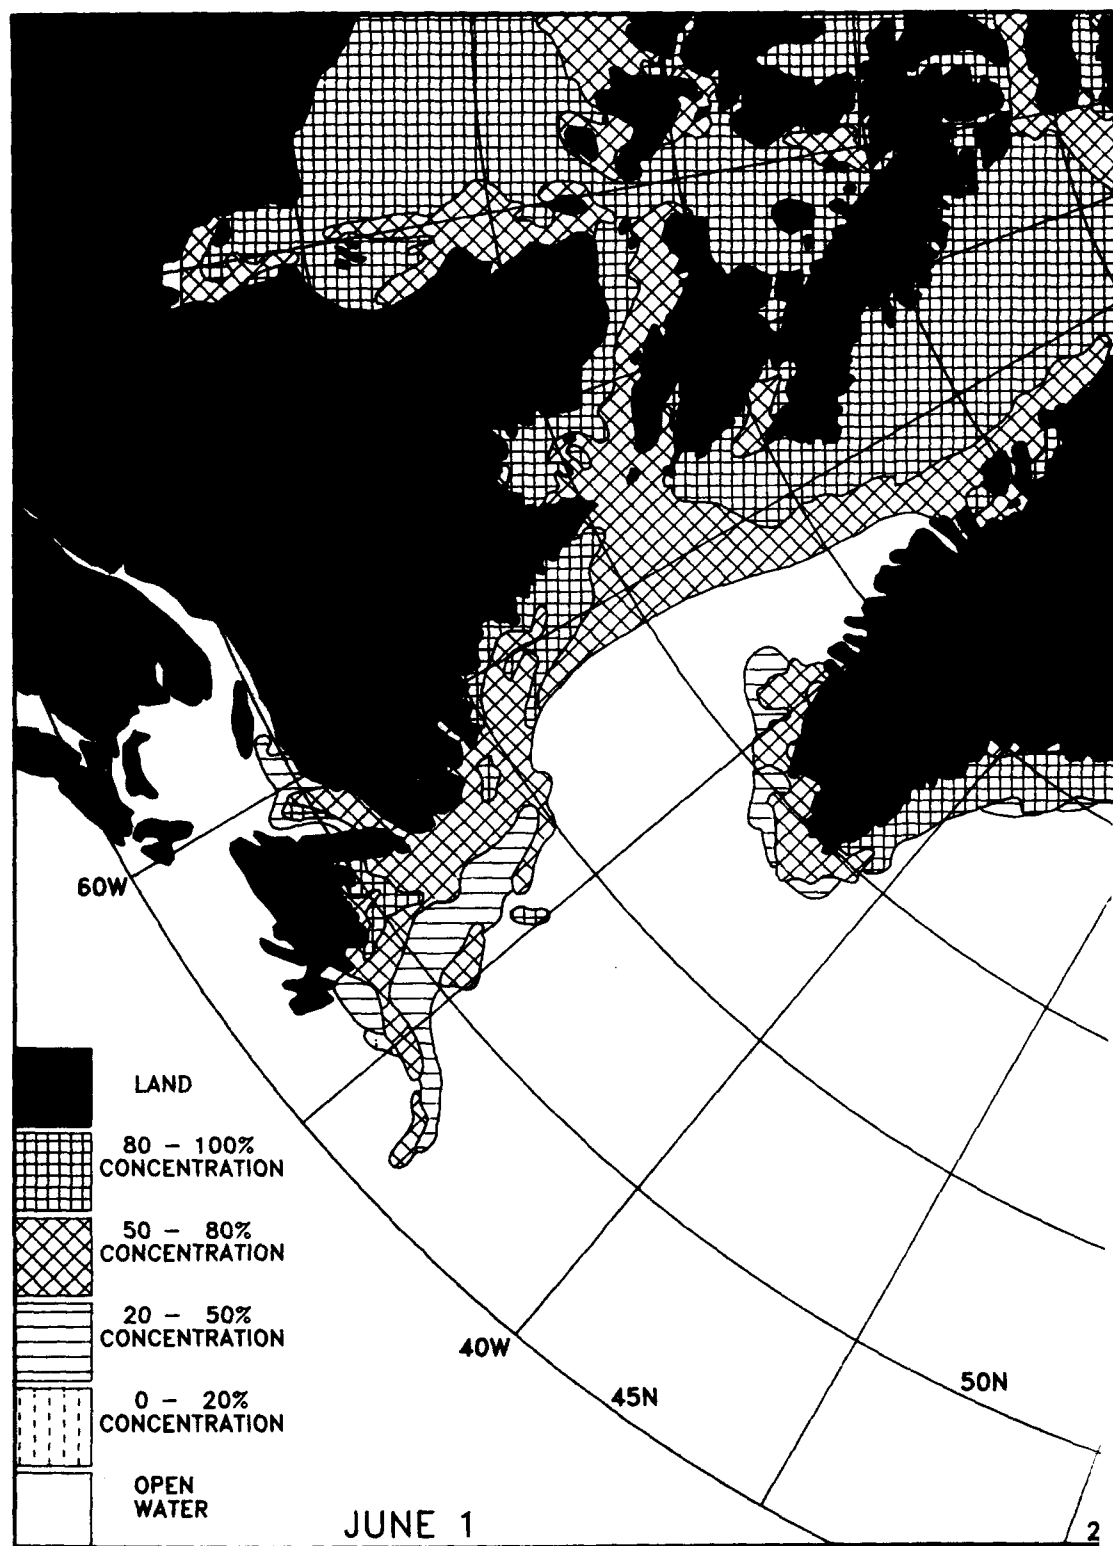 60W
LAND
80 - 100%
CONCENTRATION
50 - 80%
CONCENTRATION
20 - 50%
CONCENTRATION
0 - 20%
CONCENTRATION
OPEN
WATER
40W
45N
50N
JUNE 1
2